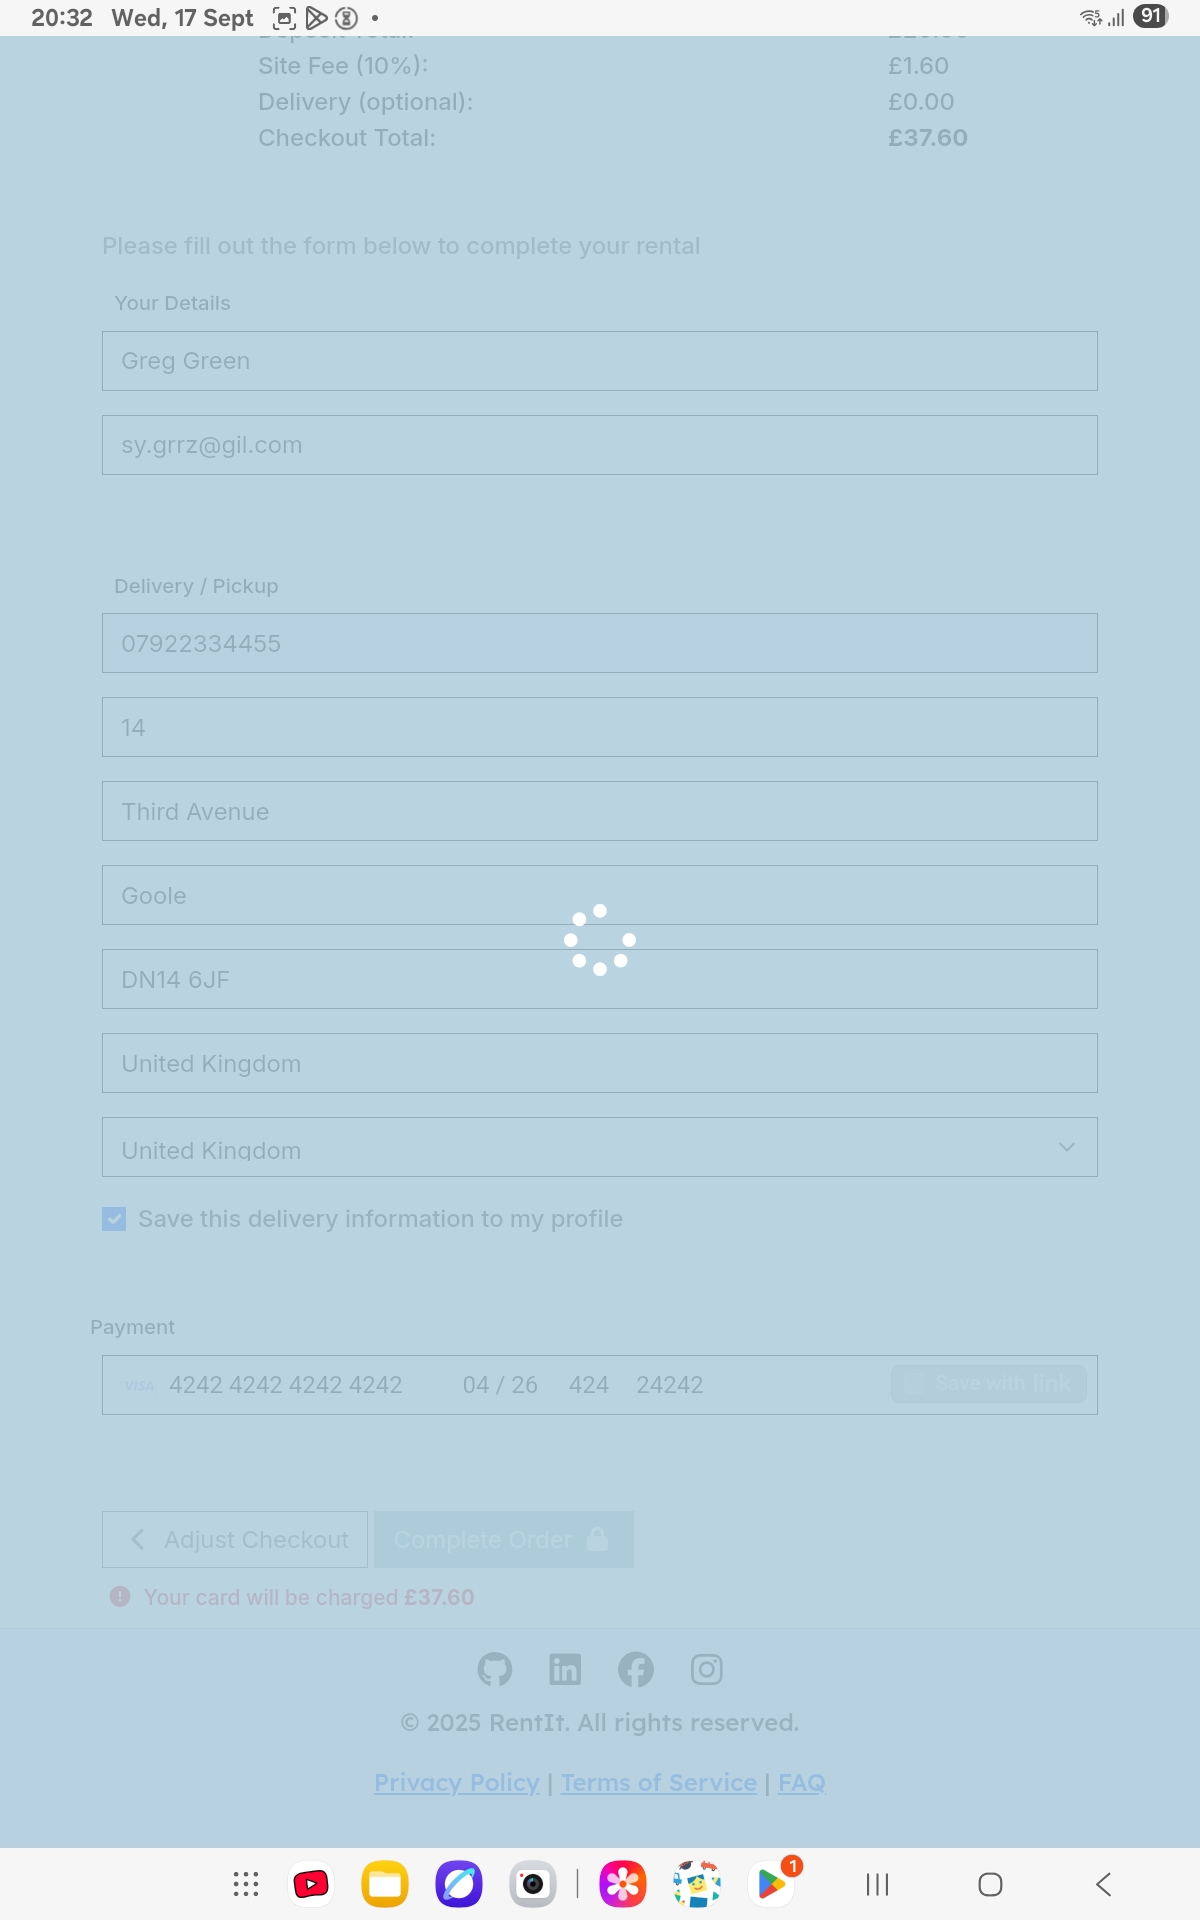 20:32 Wed, 17 Sept 91
Site Fee (10%): £1.60
Delivery (optional): £0.00
Checkout Total: £37.60
Please fill out the form below to complete your rental
Your Details
Greg Green
sy.grrz@gil.com
Delivery / Pickup
07922334455
14
Third Avenue
Goole
DN14 6JF
United Kingdom
United Kingdom
Save this delivery information to my profile
Payment
VISA 4242 4242 4242 4242 04 / 26 424 24242 Save with link
Adjust Checkout Complete Order
Your card will be charged £37.60
© 2025 RentIt. All rights reserved.
Privacy Policy | Terms of Service | FAQ
1